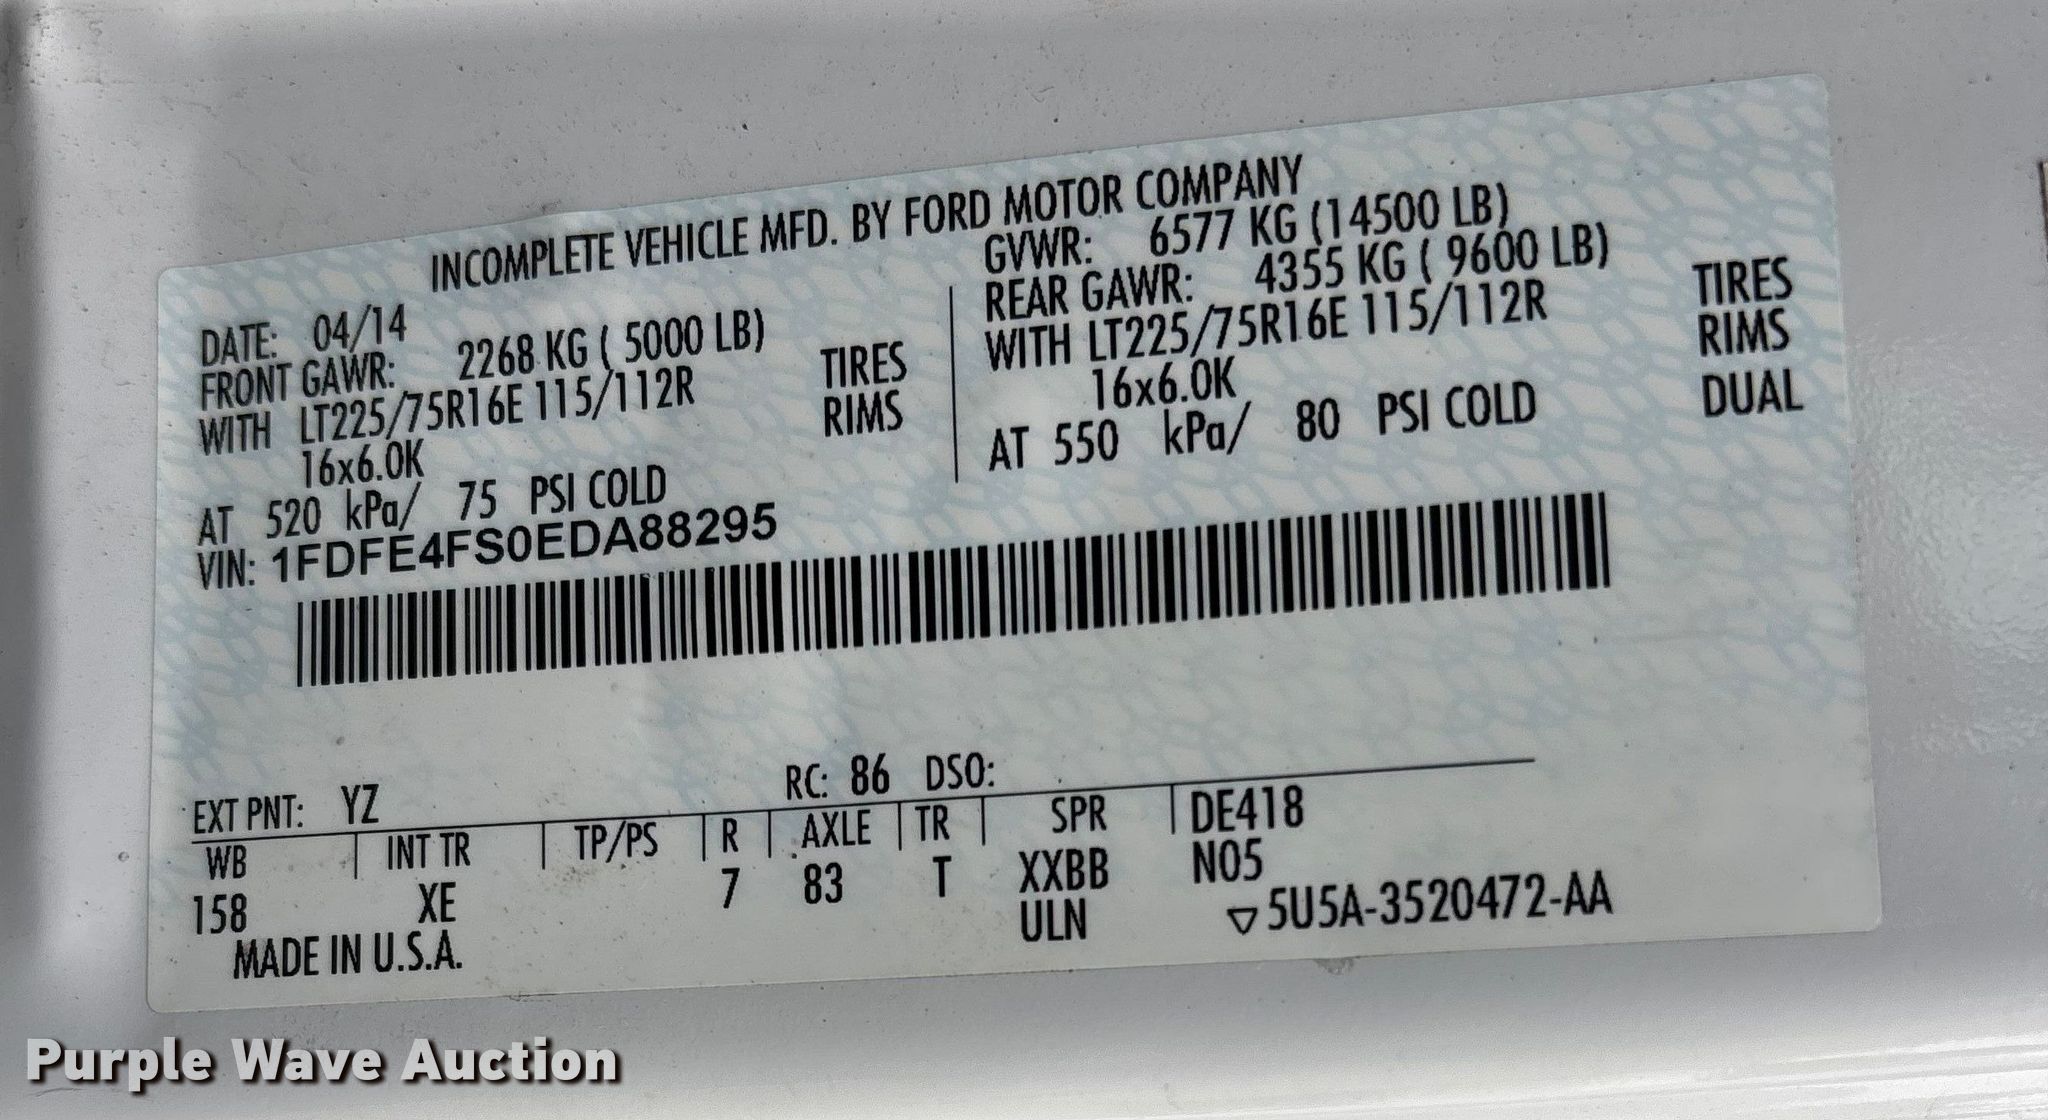 INCOMPLETE VEHICLE MFD. BY FORD MOTOR COMPANY
DATE: 04/14
FRONT GAWR: 2268 KG ( 5000 LB)
WITH LT225/75R16E 115/112R TIRES
16x6.0K RIMS
AT 520 kPa/ 75 PSI COLD
GVWR: 6577 KG (14500 LB)
REAR GAWR: 4355 KG ( 9600 LB)
WITH LT225/75R16E 115/112R TIRES
16x6.0K RIMS
AT 550 kPa/ 80 PSI COLD DUAL
VIN: 1FDFE4FS0EDA88295
EXT PNT: YZ RC: 86 DSO:
WB INT TR TP/PS R AXLE TR SPR DE418
158 XE 7 83 T XXBB N05
ULN ▽5U5A-3520472-AA
MADE IN U.S.A.
Purple Wave Auction